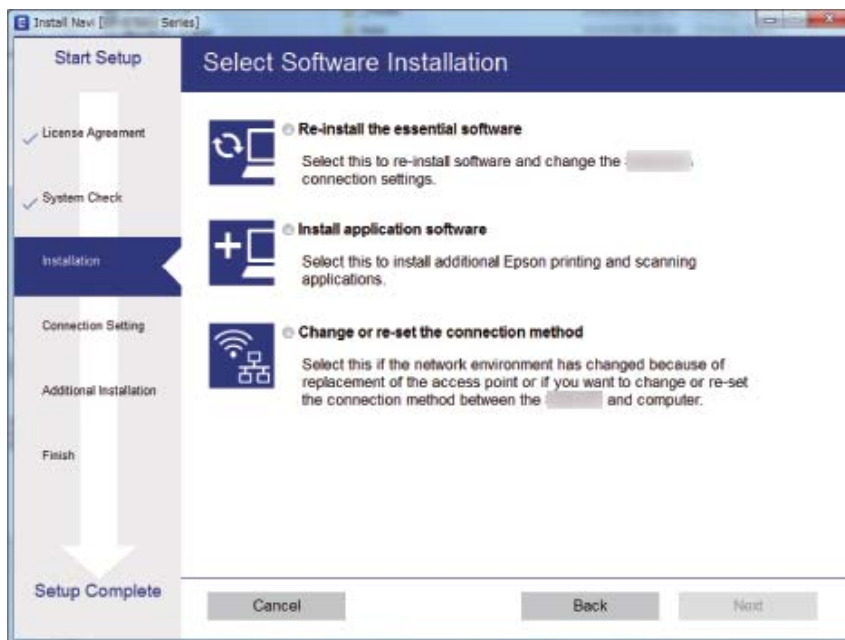 E Install Navi [ Series]
Start Setup
Select Software Installation
License Agreement
System Check
Installation
Connection Setting
Additional Installation
Finish
Setup Complete
Re-install the essential software
Select this to re-install software and change the
connection settings.
Install application software
Select this to install additional Epson printing and scanning
applications.
Change or re-set the connection method
Select this if the network environment has changed because of
replacement of the access point or if you want to change or re-set
the connection method between the and computer.
Cancel
Back
Next